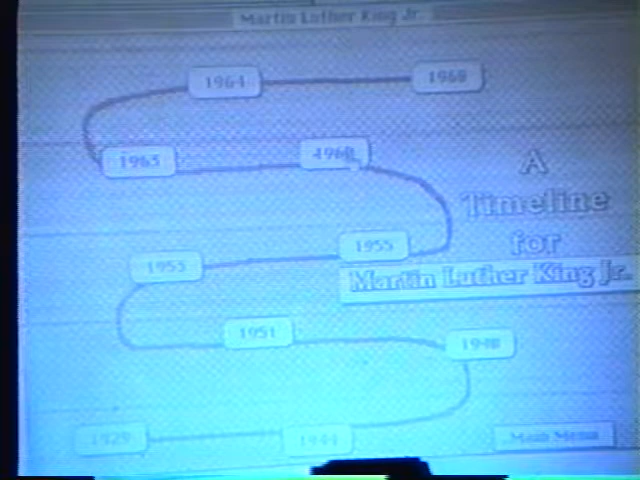 Martin Luther King Jr.
1964
1968
1963
1960
A
Timeline
for
Martin Luther King Jr.
1955
1953
1951
1948
1929
1944
Main Menu